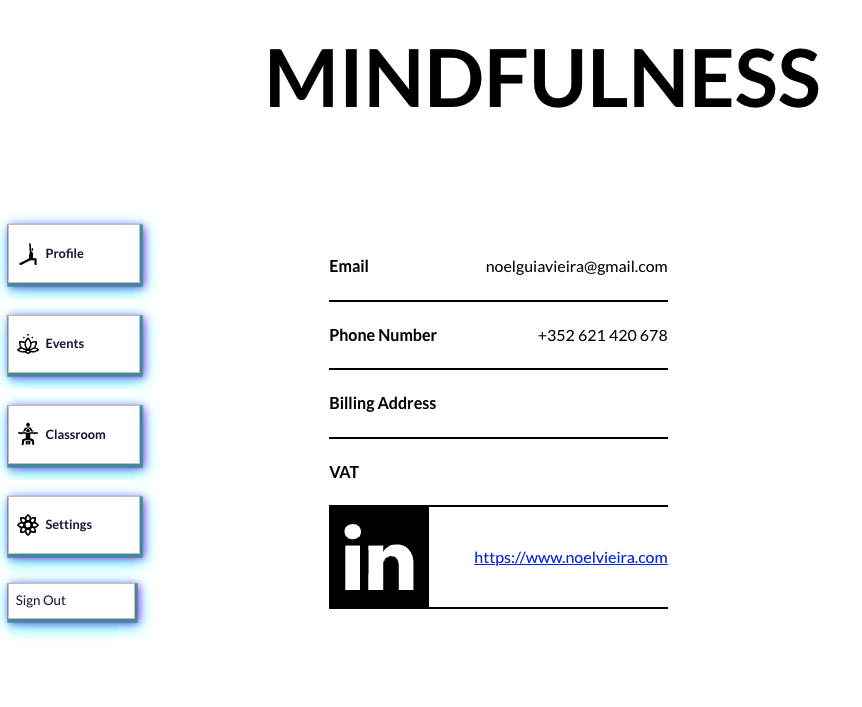 MINDFULNESS
Profile
Events
Classroom
Settings
Sign Out
Email noelguiavieira@gmail.com
Phone Number +352 621 420 678
Billing Address
VAT
in https://www.noelvieira.com